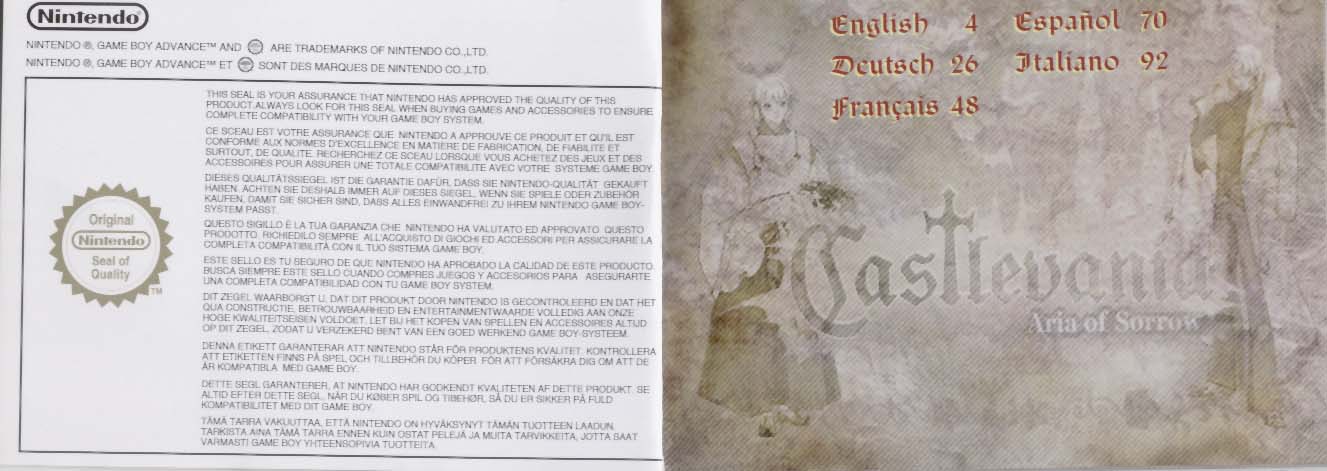 Nintendo®
NINTENDO ®, GAME BOY ADVANCE™ AND ARE TRADEMARKS OF NINTENDO CO.,LTD.
NINTENDO ®, GAME BOY ADVANCE™ ET SONT DES MARQUES DE NINTENDO CO.,LTD.
Original
Nintendo
Seal of
Quality
TM
THIS SEAL IS YOUR ASSURANCE THAT NINTENDO HAS APPROVED THE QUALITY OF THIS
PRODUCT.ALWAYS LOOK FOR THIS SEAL WHEN BUYING GAMES AND ACCESSORIES TO ENSURE
COMPLETE COMPATIBILITY WITH YOUR GAME BOY SYSTEM.
CE SCEAU EST VOTRE ASSURANCE QUE NINTENDO A APPROUVE CE PRODUIT ET QU'IL EST
CONFORME AUX NORMES D'EXCELLENCE EN MATIERE DE FABRICATION, DE FIABILITE ET
SURTOUT, DE QUALITE. RECHERCHEZ CE SCEAU LORSQUE VOUS ACHETEZ DES JEUX ET DES
ACCESSOIRES POUR ASSURER UNE TOTALE COMPATIBILITE AVEC VOTRE SYSTEME GAME BOY.
DIESES QUALITÄTSSIEGEL IST DIE GARANTIE DAFÜR, DASS SIE NINTENDO-QUALITÄT GEKAUFT
HABEN. ACHTEN SIE DESHALB IMMER AUF DIESES SIEGEL, WENN SIE SPIELE ODER ZUBEHÖR
KAUFEN, DAMIT SIE SICHER SIND, DASS ALLES EINWANDFREI ZU IHREM NINTENDO GAME BOY-
SYSTEM PASST.
QUESTO SIGILLO È LA TUA GARANZIA CHE NINTENDO HA VALUTATO ED APPROVATO QUESTO
PRODOTTO. RICHIEDILO SEMPRE ALL'ACQUISTO DI GIOCHI ED ACCESSORI PER ASSICURARE LA
COMPLETA COMPATIBILITÀ CON IL TUO SISTEMA GAME BOY.
ESTE SELLO ES TU SEGURO DE QUE NINTENDO HA APROBADO LA CALIDAD DE ESTE PRODUCTO.
BUSCA SIEMPRE ESTE SELLO CUANDO COMPRES JUEGOS Y ACCESORIOS PARA ASEGURARTE
UNA COMPLETA COMPATIBILIDAD CON TU GAME BOY SYSTEM.
DIT ZEGEL WAARBORGT U, DAT DIT PRODUKT DOOR NINTENDO IS GECONTROLEERD EN DAT HET
QUA CONSTRUCTIE, BETROUWBAARHEID EN ENTERTAINMENTWAARDE VOLLEDIG AAN ONZE
HOGE KWALITEITSEISEN VOLDOET. LET BIJ HET KOPEN VAN SPELLEN EN ACCESSOIRES ALTIJD
OP DIT ZEGEL, ZODAT U VERZEKERD BENT VAN EEN GOED WERKEND GAME BOY-SYSTEEM.
DENNA ETIKETT GARANTERAR ATT NINTENDO STÅR FÖR PRODUKTENS KVALITET. KONTROLLERA
ATT ETIKETTEN FINNS PÅ SPEL OCH TILLBEHÖR DU KÖPER FÖR ATT FÖRSÄKRA DIG OM ATT DE
ÄR KOMPATIBLA MED GAME BOY.
DETTE SEGL GARANTERER, AT NINTENDO HAR GODKENDT KVALITETEN AF DETTE PRODUKT. SE
ALTID EFTER DETTE SEGL, NÅR DU KØBER SPIL OG TIBEHØR, SÅ DU ER SIKKER PÅ FULD
KOMPATIBILITET MED DIT GAME BOY.
TÄMÄ TARRA VAKUUTTAA, ETTÄ NINTENDO ON HYVÄKSYNYT TÄMÄN TUOTTEEN LAADUN.
TARKISTA AINA TÄMÄ TARRA ENNEN KUIN OSTAT PELEJÄ JA MUITA TARVIKKEITA, JOTTA SAAT
VARMASTI GAME BOY YHTEENSOPIVIA TUOTTEITA.
English 4 Español 70
Deutsch 26 Italiano 92
Français 48
Castlevania
Aria of Sorrow